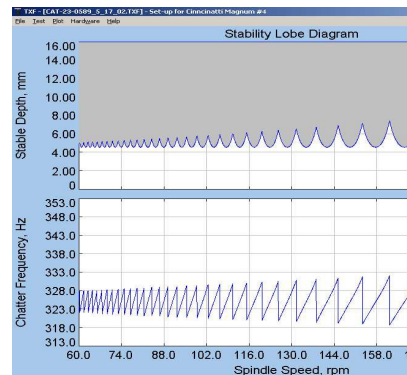 TXF - [CAT-23-0589_5_17_02.TXF] - Set-up for Cinncinatti Magnum #4
File Test Plot Hardware Help
Stability Lobe Diagram
Stable Depth, mm
16.00
14.00
12.00
10.00
8.00
6.00
4.00
2.00
0
Chatter Frequency, Hz
353.0
348.0
343.0
338.0
333.0
328.0
323.0
318.0
313.0
60.0 74.0 88.0 102.0 116.0 130.0 144.0 158.0
Spindle Speed, rpm